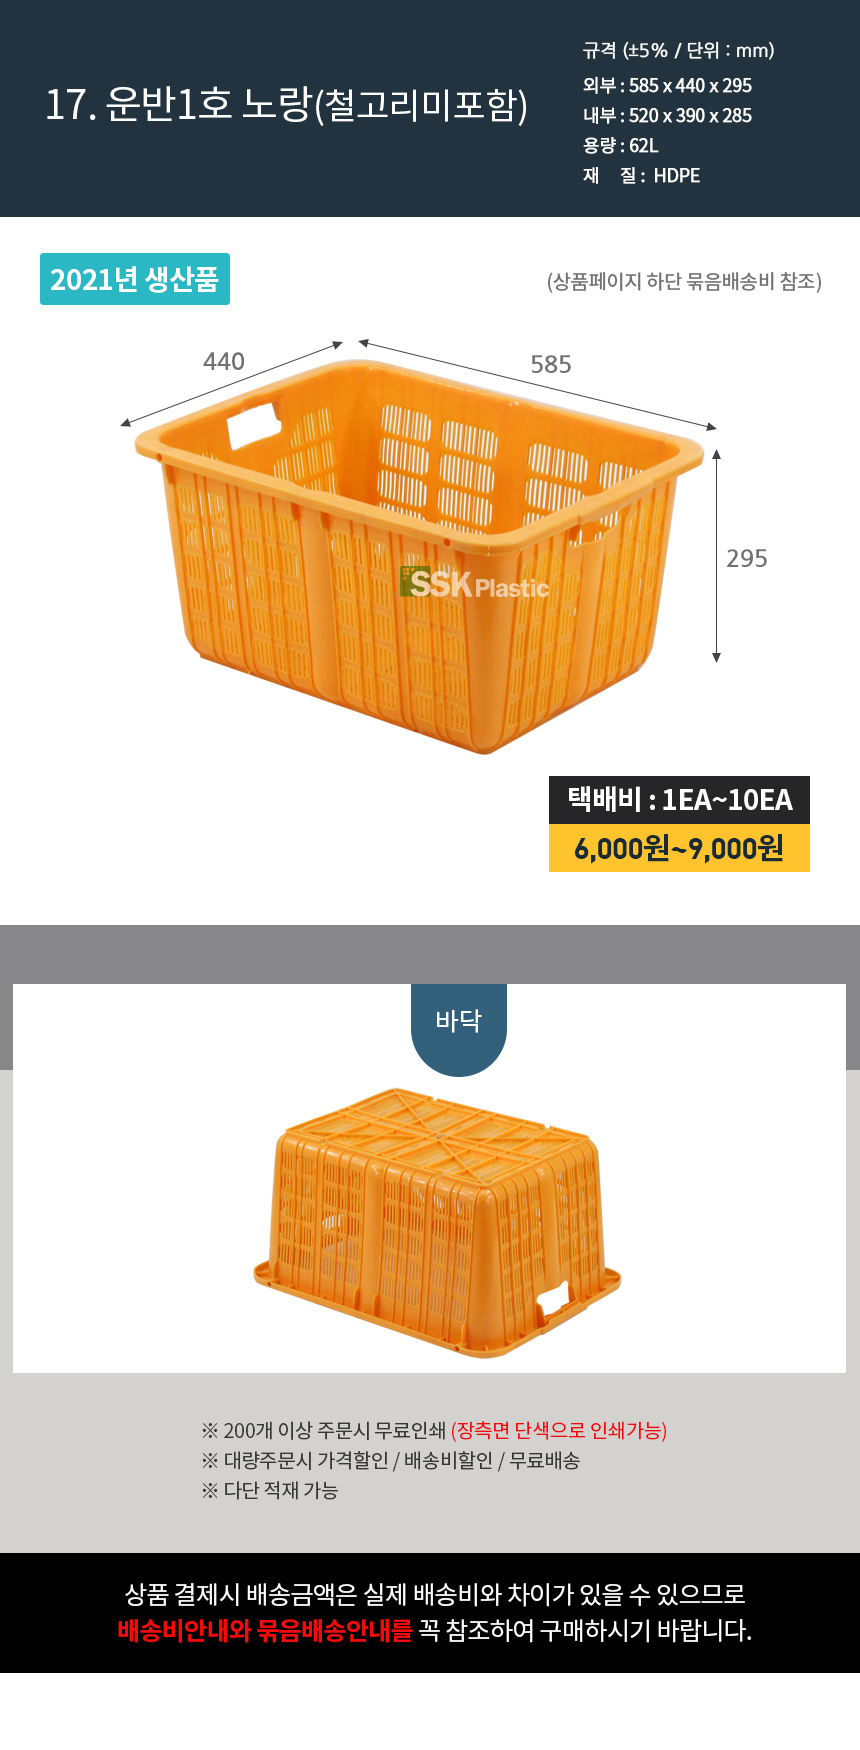 17. 운반1호 노랑(철고리미포함)
규격 (±5% / 단위 : mm)
외부 : 585 x 440 x 295
내부 : 520 x 390 x 285
용량 : 62L
재 질 : HDPE
2021년 생산품
(상품페이지 하단 묶음배송비 참조)
440
585
295
SSK Plastic
택배비 : 1EA~10EA
6,000원~9,000원
바닥
※ 200개 이상 주문시 무료인쇄 (장측면 단색으로 인쇄가능)
※ 대량주문시 가격할인 / 배송비할인 / 무료배송
※ 다단 적재 가능
상품 결제시 배송금액은 실제 배송비와 차이가 있을 수 있으므로
배송비안내와 묶음배송안내를 꼭 참조하여 구매하시기 바랍니다.